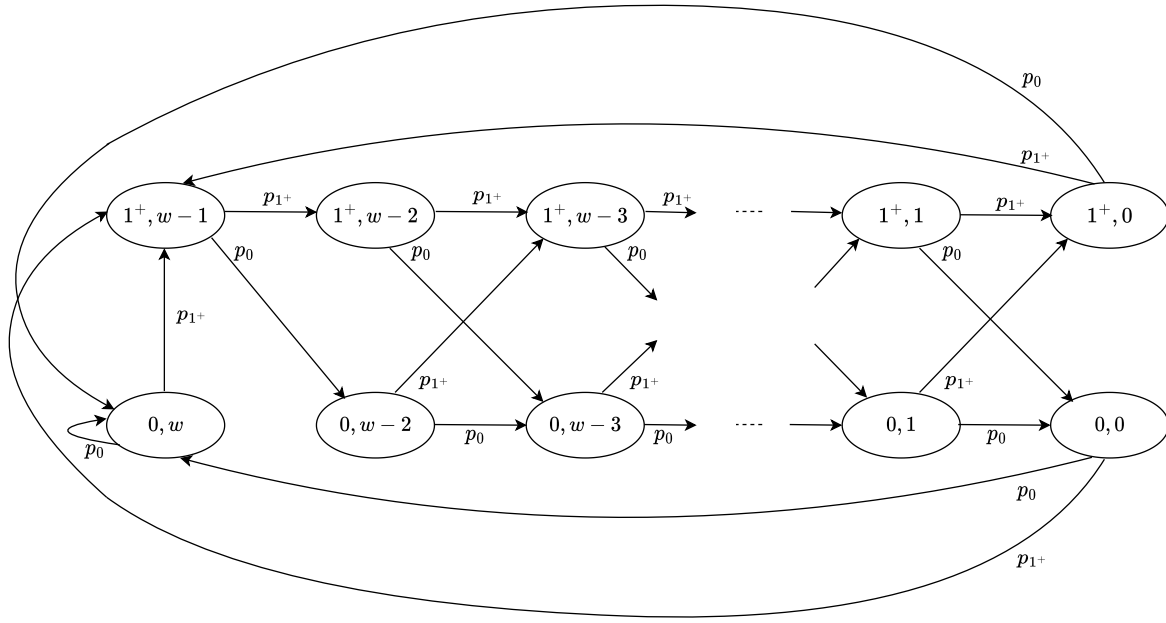 $p_0$
$p_{1^+}$
$p_{1^+}$ $p_{1^+}$ $p_{1^+}$ $p_{1^+}$
$1^+, w-1$ $1^+, w-2$ $1^+, w-3$ $1^+, 1$ $1^+, 0$
$p_0$ $p_0$ $p_0$ $p_0$
$p_{1^+}$
$p_{1^+}$ $p_{1^+}$ $p_{1^+}$
$0, w$ $0, w-2$ $0, w-3$ $0, 1$ $0, 0$
$p_0$ $p_0$ $p_0$ $p_0$
$p_0$
$p_{1^+}$